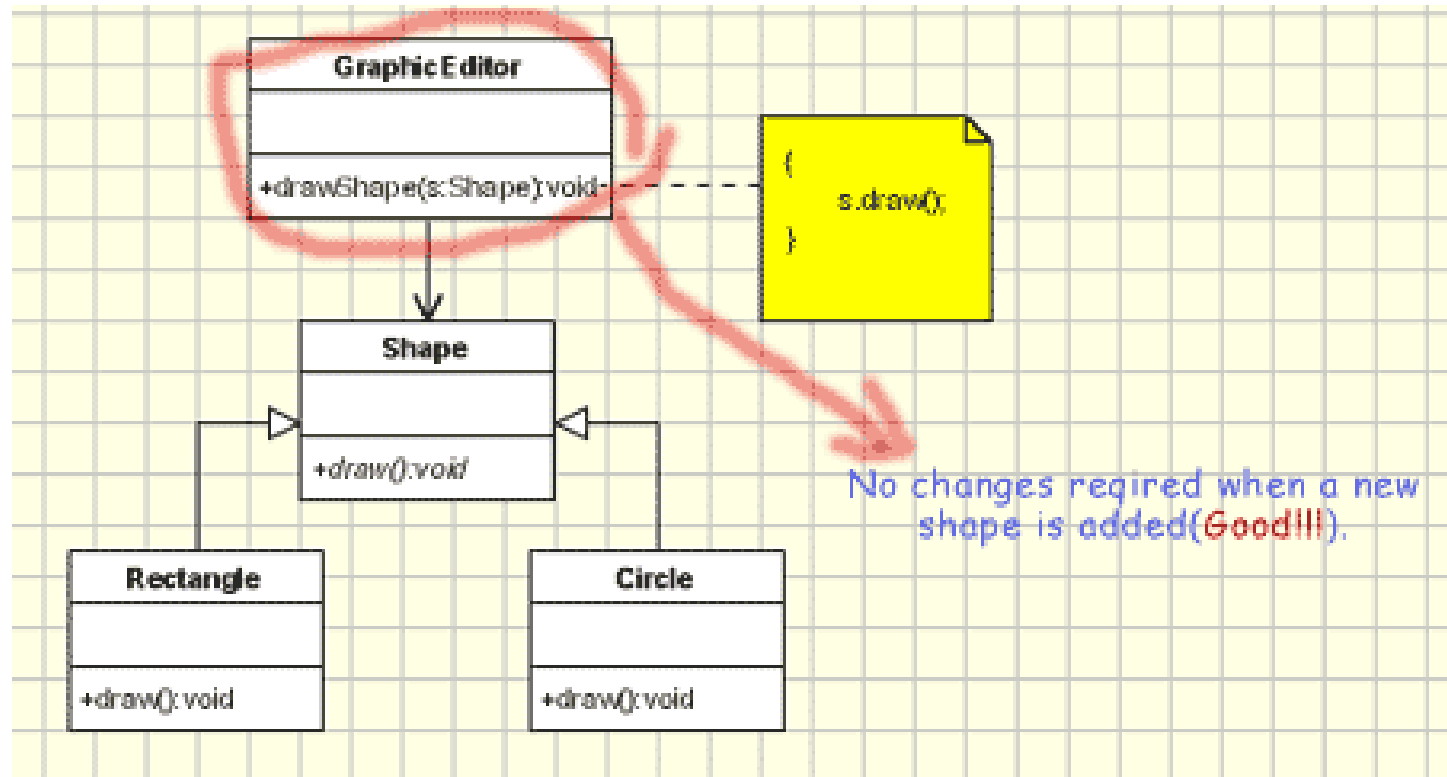 GraphicEditor
+drawShape(s:Shape):void
{
s.draw();
}
Shape
+draw():void
No changes reqired when a new
shape is added(Good!!!).
Rectangle
+draw():void
Circle
+draw():void